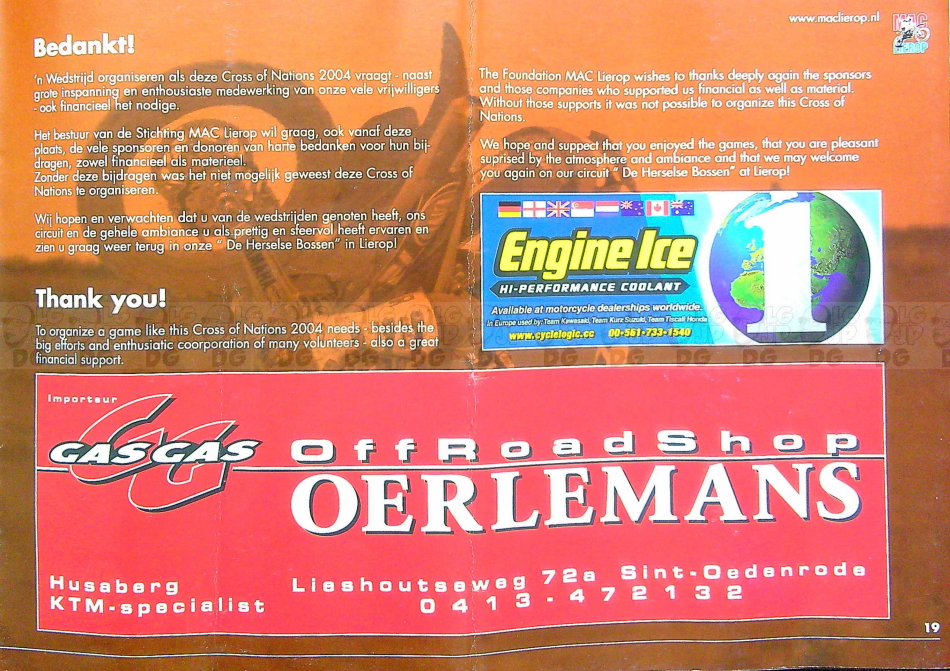 www.maclierop.nl
MAC
LIEROP
Bedankt!
'n Wedstrijd organiseren als deze Cross of Nations 2004 vraagt - naast
grote inspanning en enthousiaste medewerking van onze vele vrijwilligers
- ook financieel het nodige.
Het bestuur van de Stichting MAC Lierop wil graag, ook vanaf deze
plaats, de vele sponsoren en donoren van harte bedanken voor hun bij-
dragen, zowel financieel als materieel.
Zonder deze bijdragen was het niet mogelijk geweest deze Cross of
Nations te organiseren.
Wij hopen en verwachten dat u van de wedstrijden genoten heeft, ons
circuit en de gehele ambiance u als prettig en sfeervol heeft ervaren en
zien u graag weer terug in onze " De Herselse Bossen" in Lierop!
Thank you!
To organize a game like this Cross of Nations 2004 needs - besides the
big efforts and enthusiatic coorporation of many volunteers - also a great
financial support.
The Foundation MAC Lierop wishes to thanks deeply again the sponsors
and those companies who supported us financial as well as material.
Without those supports it was not possible to organize this Cross of
Nations.
We hope and suppect that you enjoyed the games, that you are pleasant
suprised by the atmosphere and ambiance and that we may welcome
you again on our circuit " De Herselse Bossen" at Lierop!
Engine Ice
HI-PERFORMANCE COOLANT
Available at motorcycle dealerships worldwide.
In Europe used by: Team Kawasaki, Team Kurz Suzuki, Team Tiscali Honda
www.cyclelogic.cc 00-561-733-1540
1
Importeur
GAS GAS
OffRoadShop
OERLEMANS
Husaberg
KTM-specialist
Lieshoutseweg 72a Sint-Oedenrode
0413-472132
19